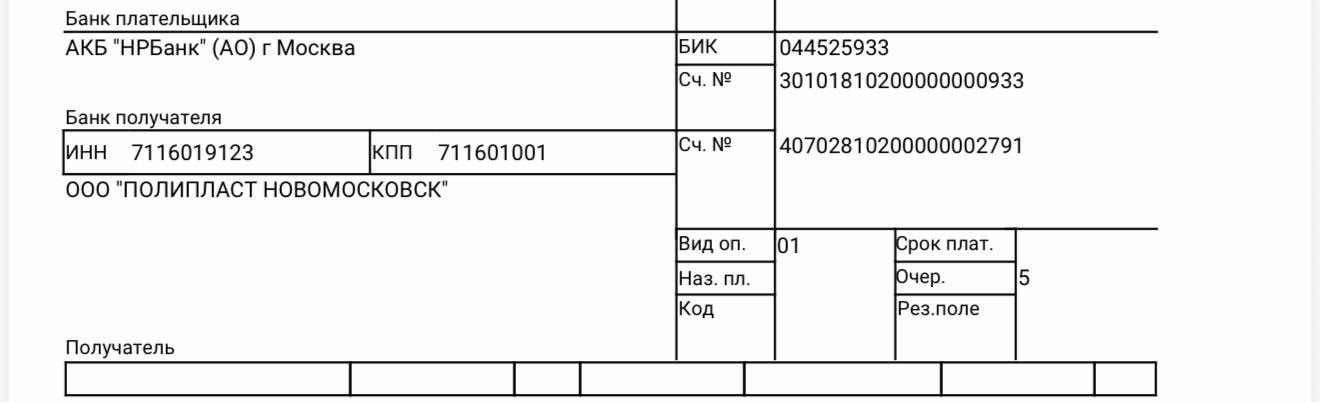 Банк плательщика
АКБ "НРБанк" (АО) г Москва БИК 044525933
Сч. № 30101810200000000933
Банк получателя
ИНН 7116019123 КПП 711601001 Сч. № 40702810200000002791
ООО "ПОЛИПЛАСТ НОВОМОСКОВСК"
Вид оп. 01 Срок плат.
Наз. пл. Очер. 5
Код Рез.поле
Получатель